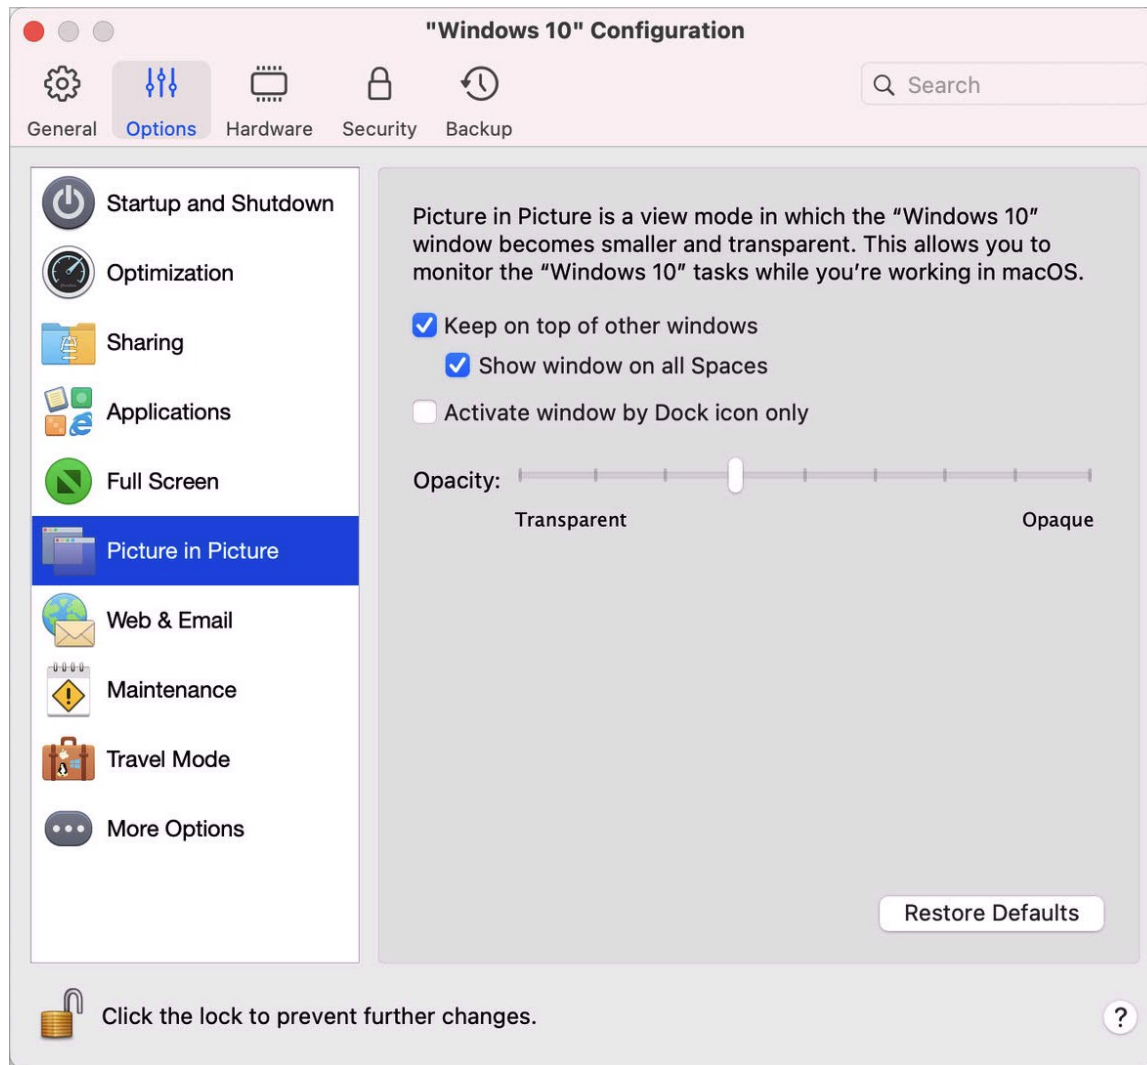 "Windows 10" Configuration
General
Options
Hardware
Security
Backup
Search
Startup and Shutdown
Optimization
Sharing
Applications
Full Screen
Picture in Picture
Web & Email
Maintenance
Travel Mode
More Options
Picture in Picture is a view mode in which the “Windows 10”
window becomes smaller and transparent. This allows you to
monitor the “Windows 10” tasks while you’re working in macOS.
Keep on top of other windows
Show window on all Spaces
Activate window by Dock icon only
Opacity:
Transparent
Opaque
Restore Defaults
Click the lock to prevent further changes.
?